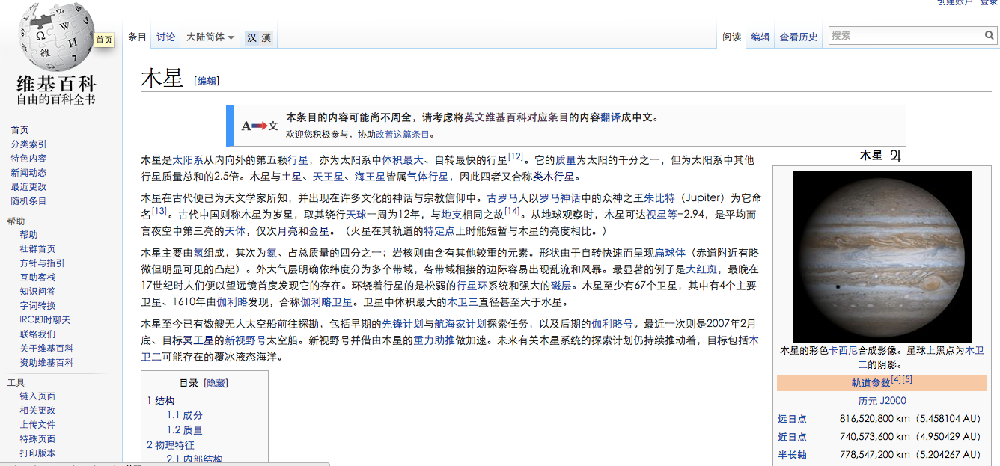 创建账户 登录
首页
维基百科
自由的百科全书
条目 讨论 大陆简体 汉 漢 阅读 编辑 查看历史 搜索
首页
分类索引
特色内容
新闻动态
最近更改
随机条目
帮助
帮助
社群首页
方针与指引
互助客栈
知识问答
字词转换
IRC即时聊天
联络我们
关于维基百科
资助维基百科
工具
链入页面
相关更改
上传文件
特殊页面
打印版本
木星 [编辑]
A 文
本条目的内容可能尚不周全，请考虑将英文维基百科对应条目的内容翻译成中文。
欢迎您积极参与，协助改善这篇条目。
木星是太阳系从内向外的第五颗行星，亦为太阳系中体积最大、自转最快的行星[12]。它的质量为太阳的千分之一，但为太阳系中其他
行星质量总和的2.5倍。木星与土星、天王星、海王星皆属气体行星，因此四者又合称类木行星。
木星在古代便已为天文学家所知，并出现在许多文化的神话与宗教信仰中。古罗马人以罗马神话中的众神之王朱比特（Jupiter）为它命
名[13]。古代中国则称木星为岁星，取其绕行天球一周为12年，与地支相同之故[14]。从地球观察时，木星可达视星等-2.94，是平均而
言夜空中第三亮的天体，仅次月亮和金星。（火星在其轨道的特定点上时能短暂与木星的亮度相比。）
木星主要由氢组成，其次为氦、占总质量的四分之一；岩核则由含有其他较重的元素。形状由于自转快速而呈现扁球体（赤道附近有略
微但明显可见的凸起）。外大气层明确依纬度分为多个带域，各带域相接的边际容易出现乱流和风暴。最显著的例子是大红斑，最晚在
17世纪时人们便以望远镜首度发现它的存在。环绕着行星的是松弱的行星环系统和强大的磁层。木星至少有67个卫星，其中有4个主要
卫星、1610年由伽利略发现，合称伽利略卫星。卫星中体积最大的木卫三直径甚至大于水星。
木星至今已有数艘无人太空船前往探勘，包括早期的先锋计划与航海家计划探索任务，以及后期的伽利略号。最近一次则是2007年2月
底、目标冥王星的新视野号太空船。新视野号并借由木星的重力助推做加速。未来有关木星系统的探索计划仍持续推动着，目标包括木
卫二可能存在的覆冰液态海洋。
目录 [隐藏]
1 结构
1.1 成分
1.2 质量
2 物理特征
2.1 内部结构
木星 ♃
木星的彩色卡西尼合成影像。星球上黑点为木卫
二的阴影。
轨道参数[4][5]
历元 J2000
远日点 816,520,800 km（5.458104 AU）
近日点 740,573,600 km（4.950429 AU）
半长轴 778,547,200 km（5.204267 AU）